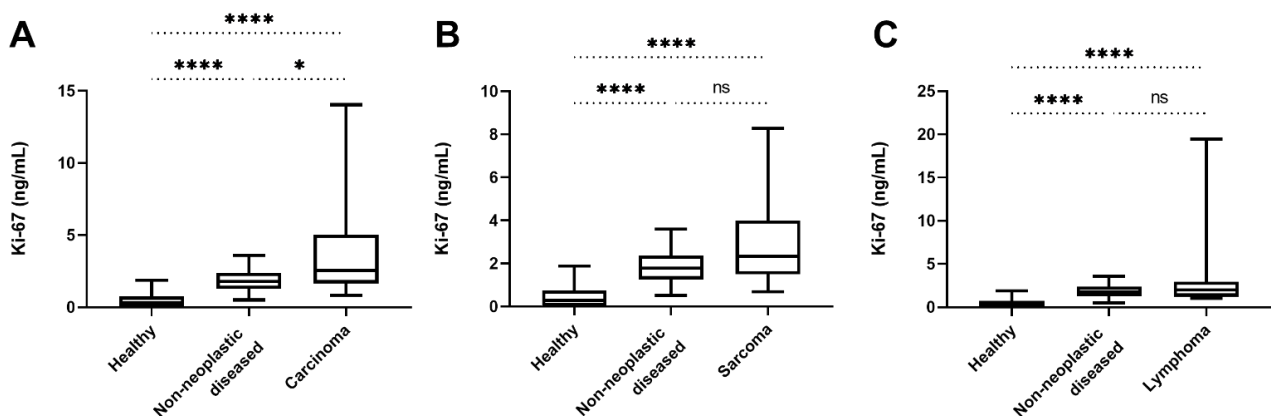 A
****
****
*
Ki-67 (ng/mL)
15
10
5
0
Healthy
Non-neoplastic
diseased
Carcinoma
B
****
****
ns
Ki-67 (ng/mL)
10
8
6
4
2
0
Healthy
Non-neoplastic
diseased
Sarcoma
C
****
****
ns
Ki-67 (ng/mL)
25
20
15
10
5
0
Healthy
Non-neoplastic
diseased
Lymphoma